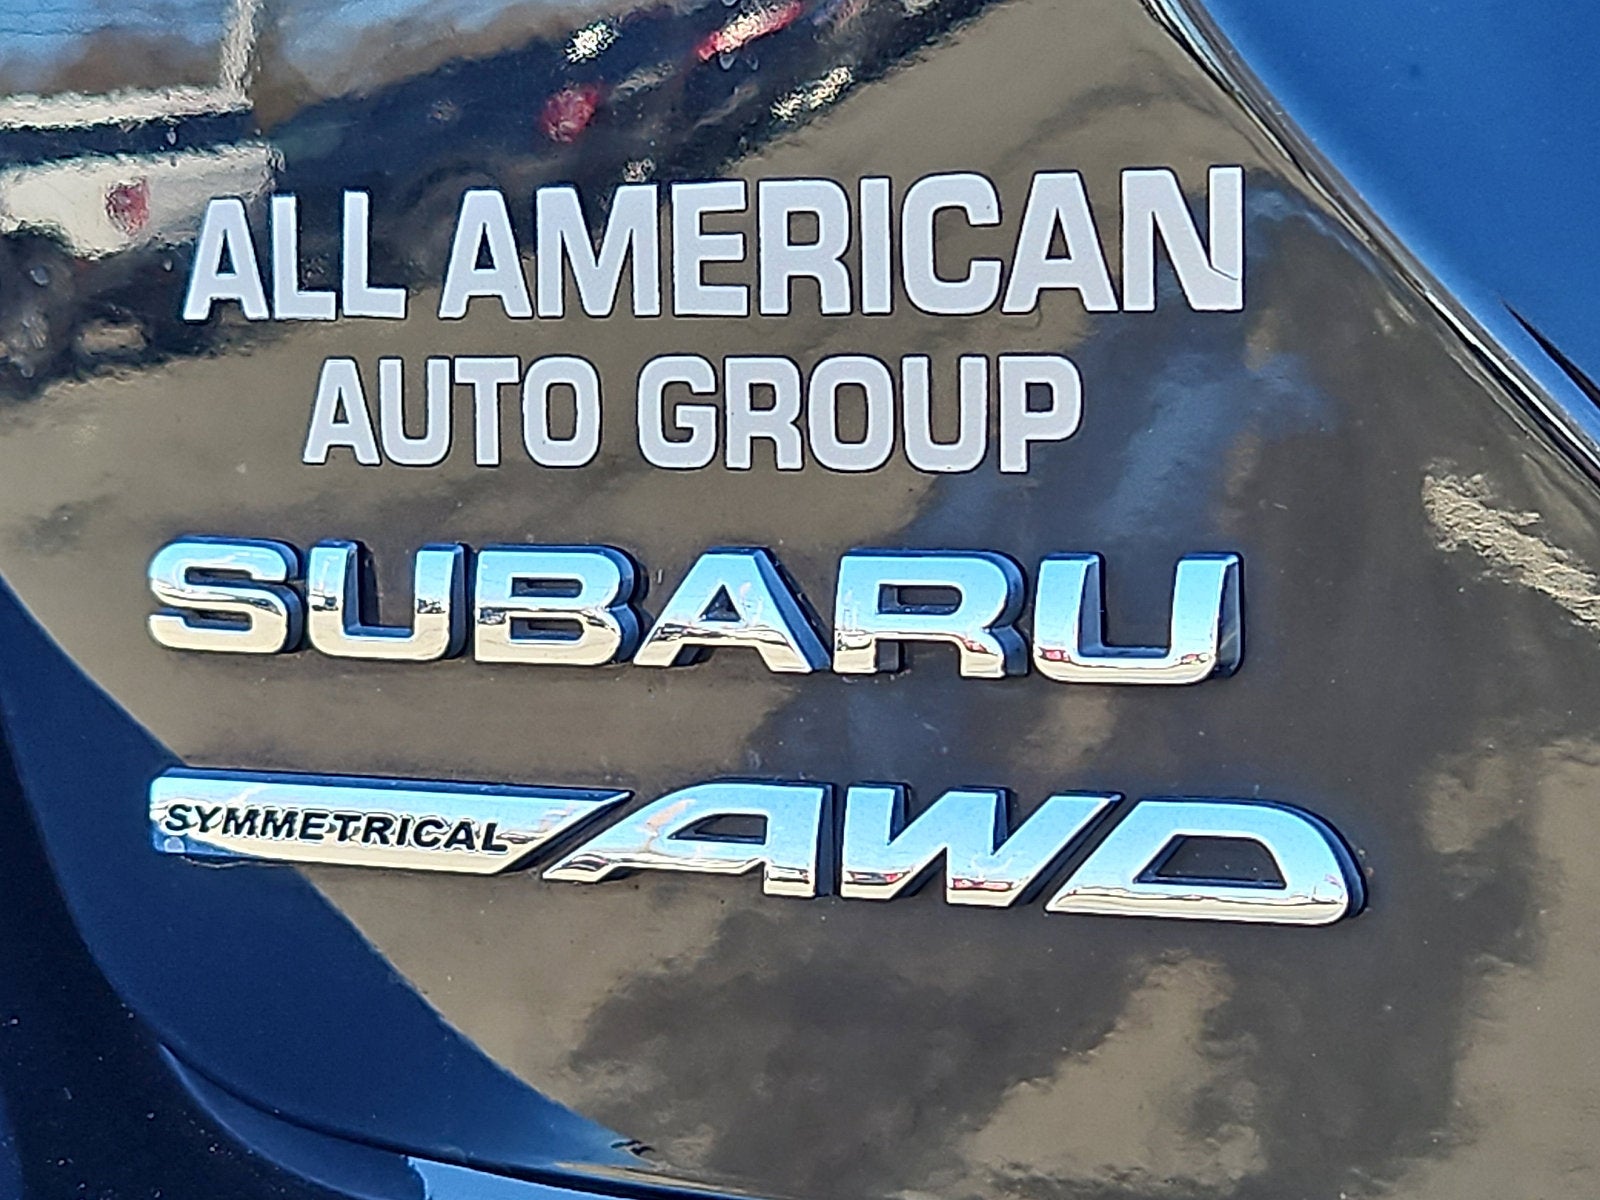 ALL AMERICAN
AUTO GROUP
SUBARU
SYMMETRICAL AWD